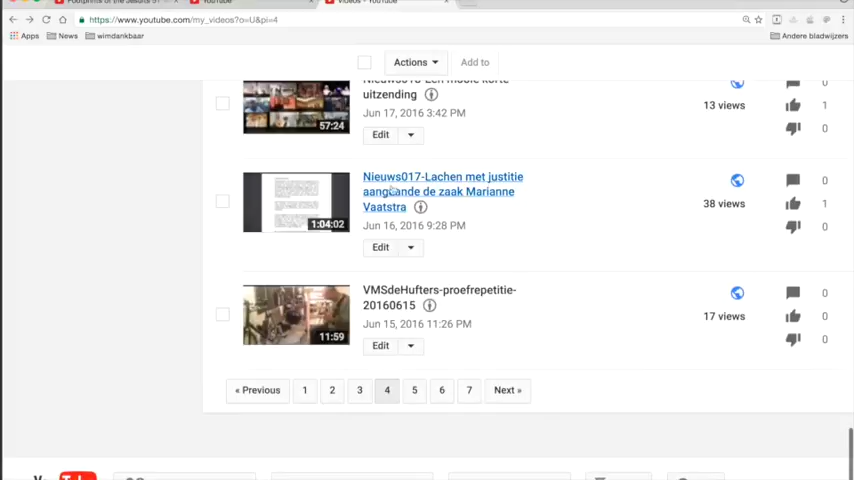 Footprints of the Jesuits
YouTube
Videos - YouTube
https://www.youtube.com/my_videos?o=U&pi=4
Apps
News
wimdankbaar
Andere bladwijzers
Actions
Add to
uitzending
57:24
Jun 17, 2016 3:42 PM
Edit
0
13 views
1
0
Nieuws017-Lachen met justitie
aangaande de zaak Marianne
Vaatstra
1:04:02
Jun 16, 2016 9:28 PM
Edit
0
38 views
1
0
VMSdeHufters-proefrepetitie-
20160615
11:59
Jun 15, 2016 11:26 PM
Edit
0
17 views
0
0
« Previous 1 2 3 4 5 6 7 Next »